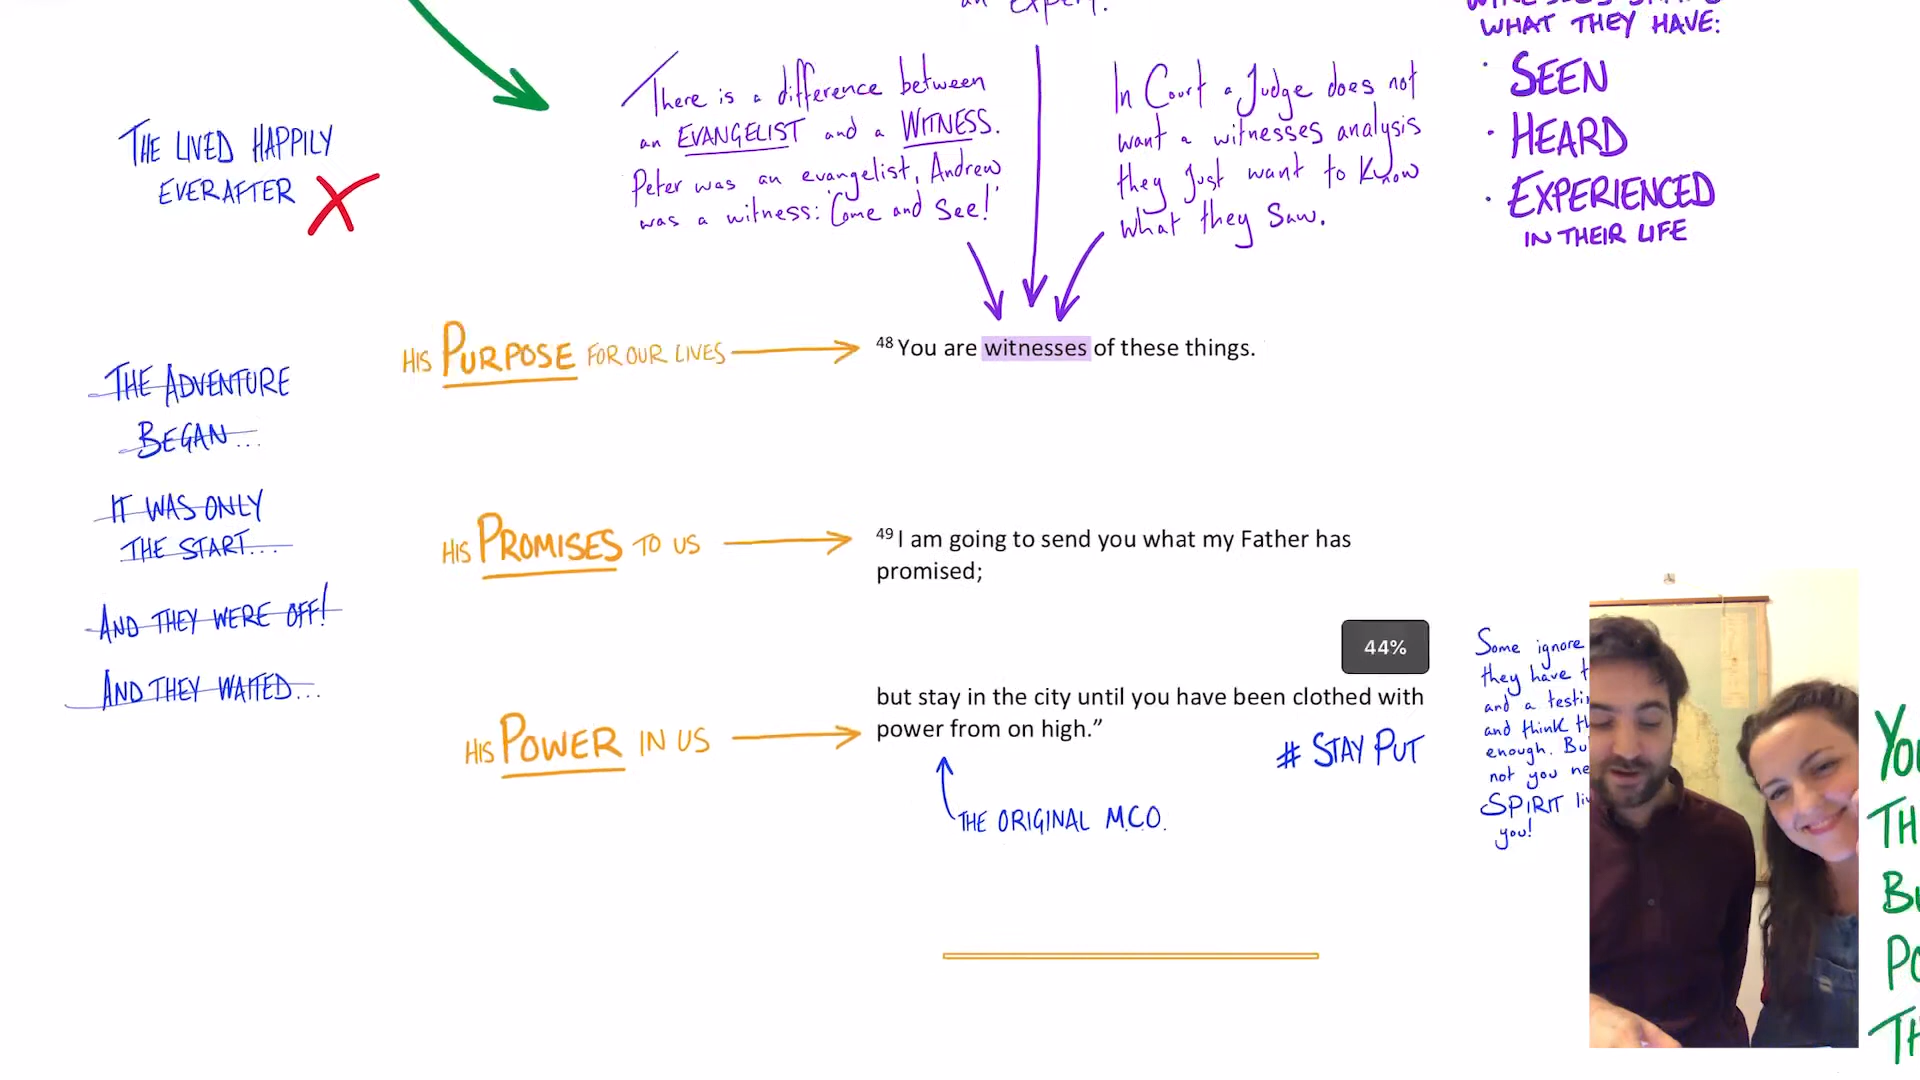 an Expert.
WHAT THEY HAVE:
· SEEN
· HEARD
· EXPERIENCED
IN THEIR LIFE
There is a difference between
an EVANGELIST and a WITNESS.
Peter was an evangelist, Andrew
was a witness: 'Come and See!'
In Court a Judge does not
want a witnesses analysis
they Just want to Know
what they Saw.
THE LIVED HAPPILY
EVERAFTER
HIS PURPOSE FOR OUR LIVES
48 You are witnesses of these things.
THE ADVENTURE
BEGAN...
IT WAS ONLY
THE START...
AND THEY WERE OFF!
AND THEY WAITED...
HIS PROMISES TO US
49 I am going to send you what my Father has
promised;
44%
HIS POWER IN US
but stay in the city until you have been clothed with
power from on high.”
# STAY PUT
THE ORIGINAL M.C.O.
Some ignore
they have
and a
and think
enough.
not you
SPIRIT
you!